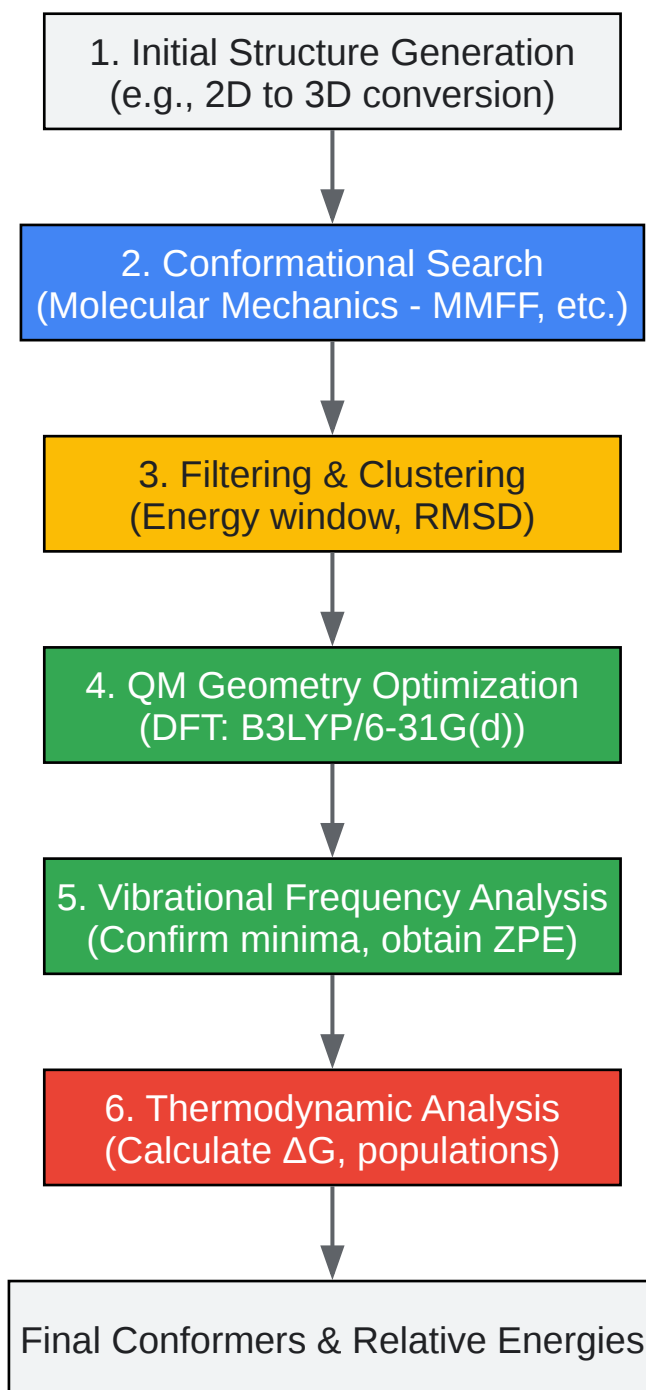 1. Initial Structure Generation
(e.g., 2D to 3D conversion)
2. Conformational Search
(Molecular Mechanics - MMFF, etc.)
3. Filtering & Clustering
(Energy window, RMSD)
4. QM Geometry Optimization
(DFT: B3LYP/6-31G(d))
5. Vibrational Frequency Analysis
(Confirm minima, obtain ZPE)
6. Thermodynamic Analysis
(Calculate ΔG, populations)
Final Conformers & Relative Energies